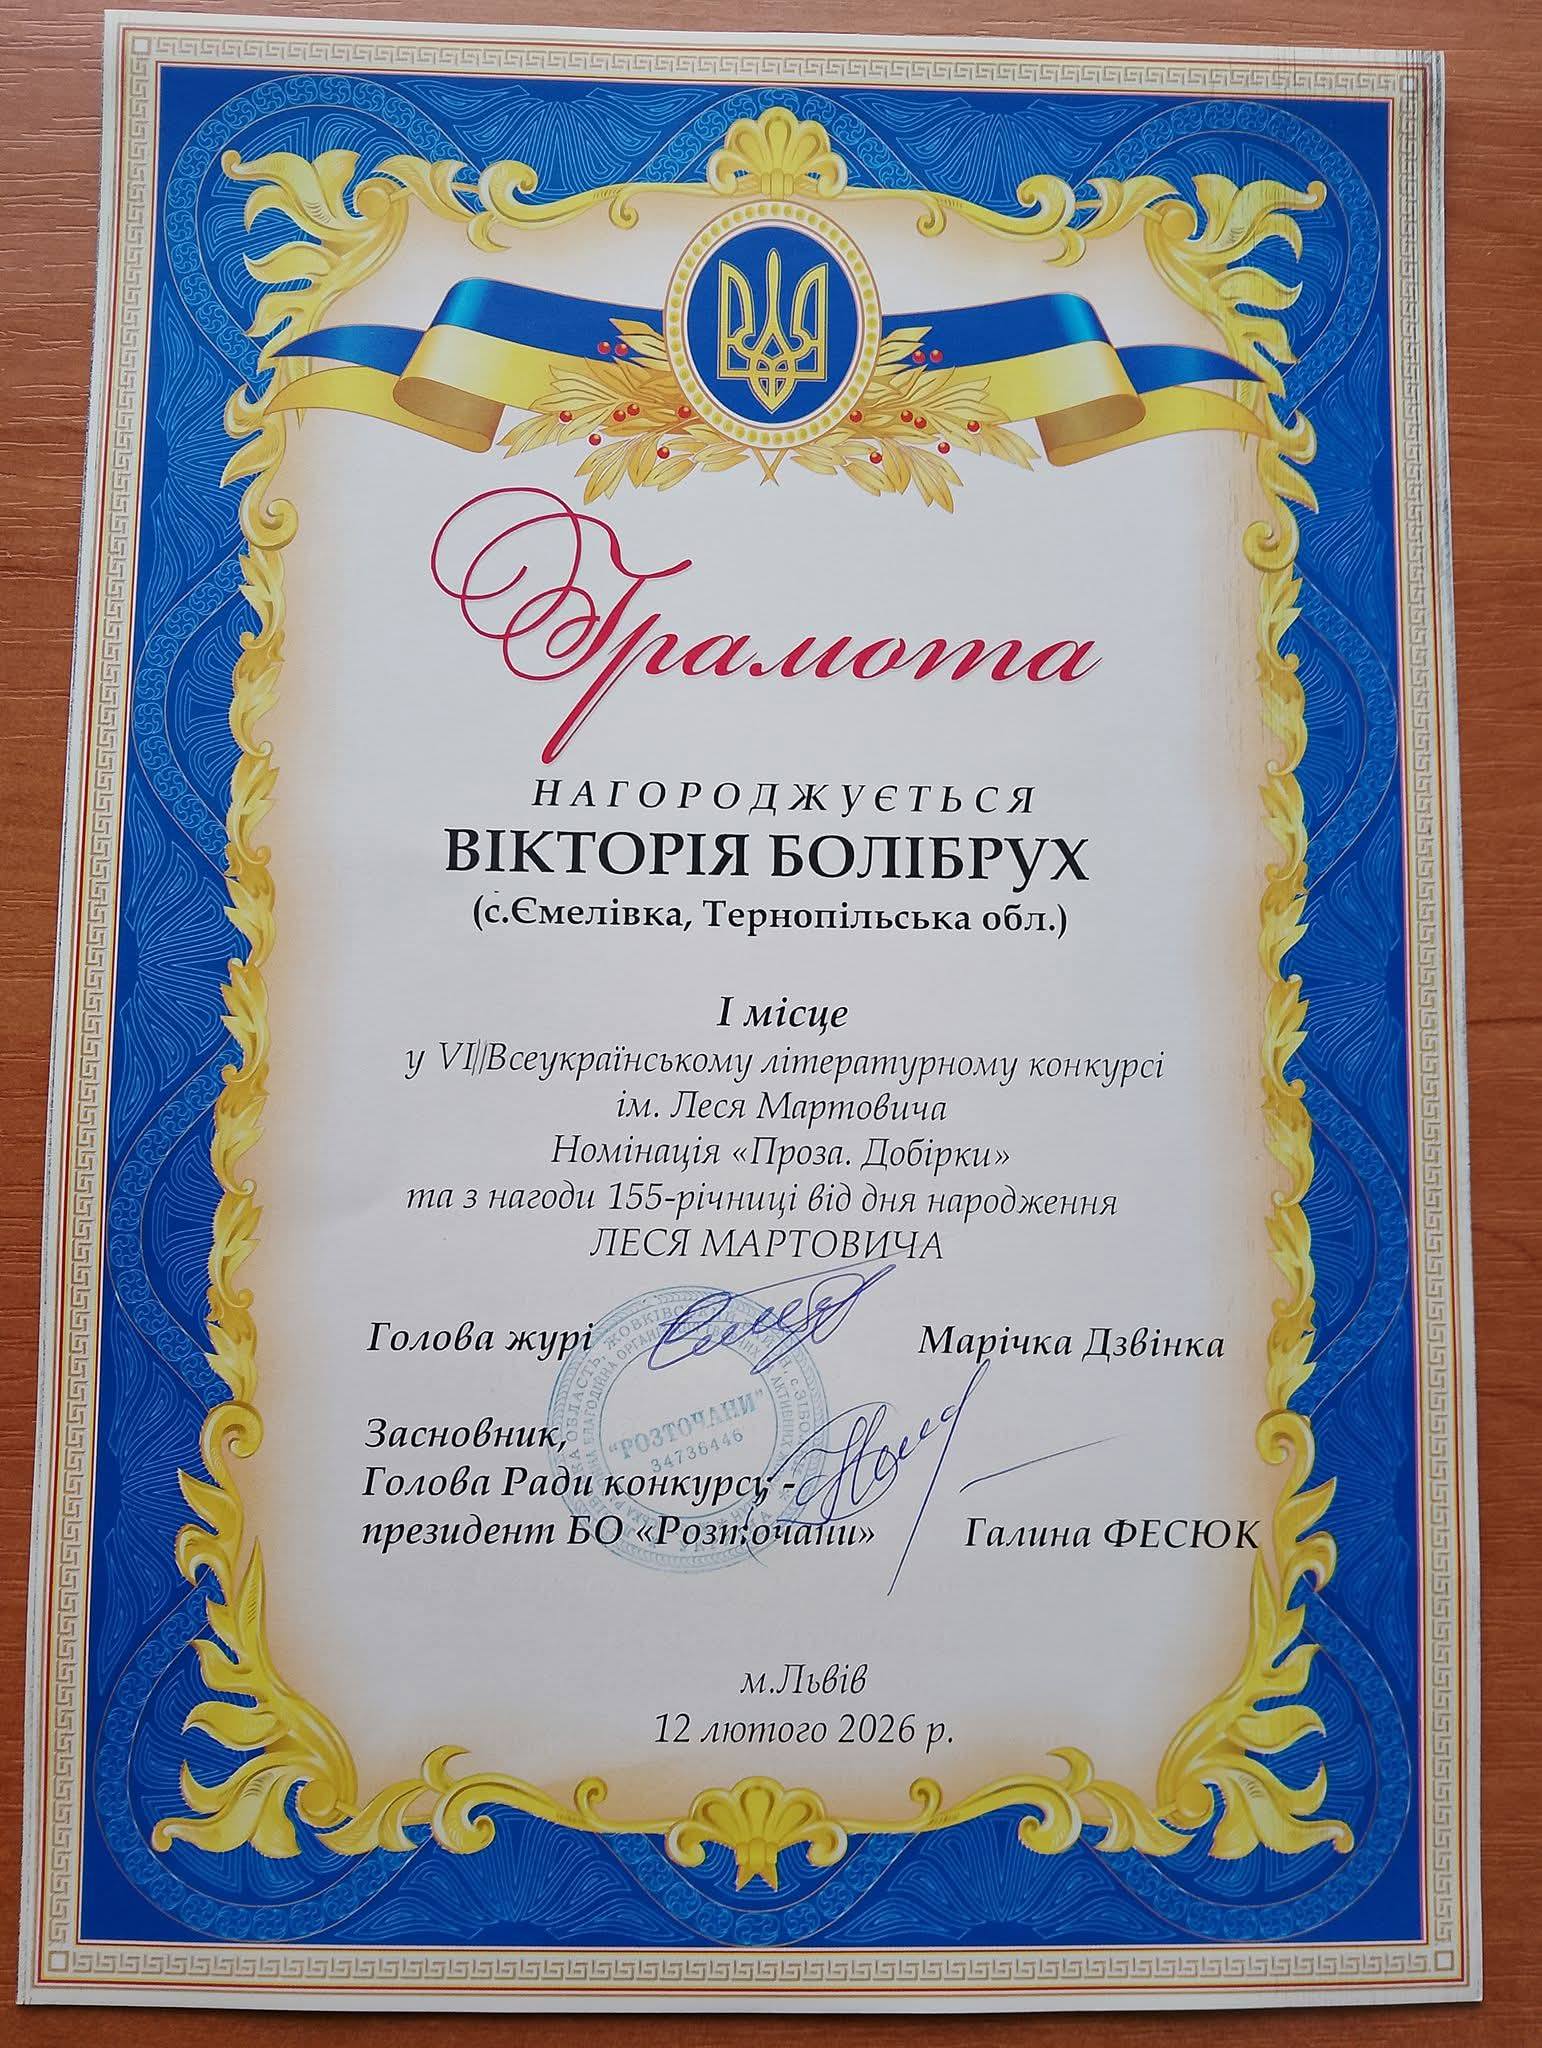 Грамота
НАГОРОДЖУЄТЬСЯ
ВІКТОРІЯ БОЛІБРУХ
(с.Ємелівка, Тернопільська обл.)
І місце
у VIII Всеукраїнському літературному конкурсі
ім. Леся Мартовича
Номінація «Проза. Добірки»
та з нагоди 155-річниці від дня народження
ЛЕСЯ МАРТОВИЧА
Голова журі Марічка Дзвінка
Засновник,
Голова Ради конкурсу -
президент БО «Розточани» Галина ФЕСЮК
"РОЗТОЧАНИ"
34736446
м.Львів
12 лютого 2026 р.